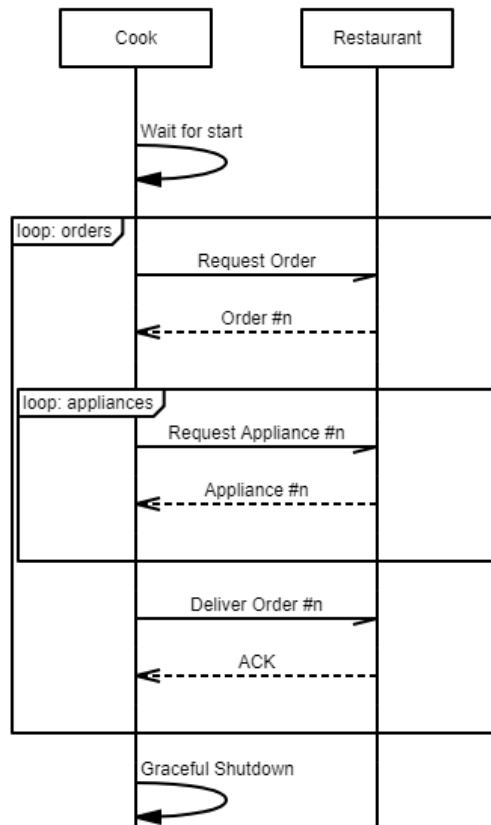 Cook
Restaurant
Wait for start
loop: orders
Request Order
Order #n
loop: appliances
Request Appliance #n
Appliance #n
Deliver Order #n
ACK
Graceful Shutdown